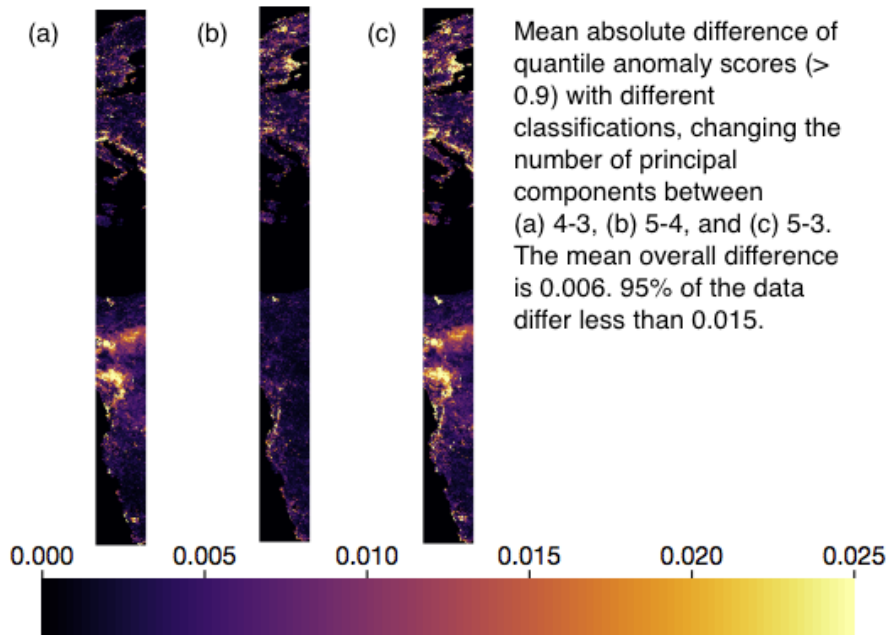 (a)
(b)
(c)
Mean absolute difference of
quantile anomaly scores (>
0.9) with different
classifications, changing the
number of principal
components between
(a) 4-3, (b) 5-4, and (c) 5-3.
The mean overall difference
is 0.006. 95% of the data
differ less than 0.015.
0.000 0.005 0.010 0.015 0.020 0.025